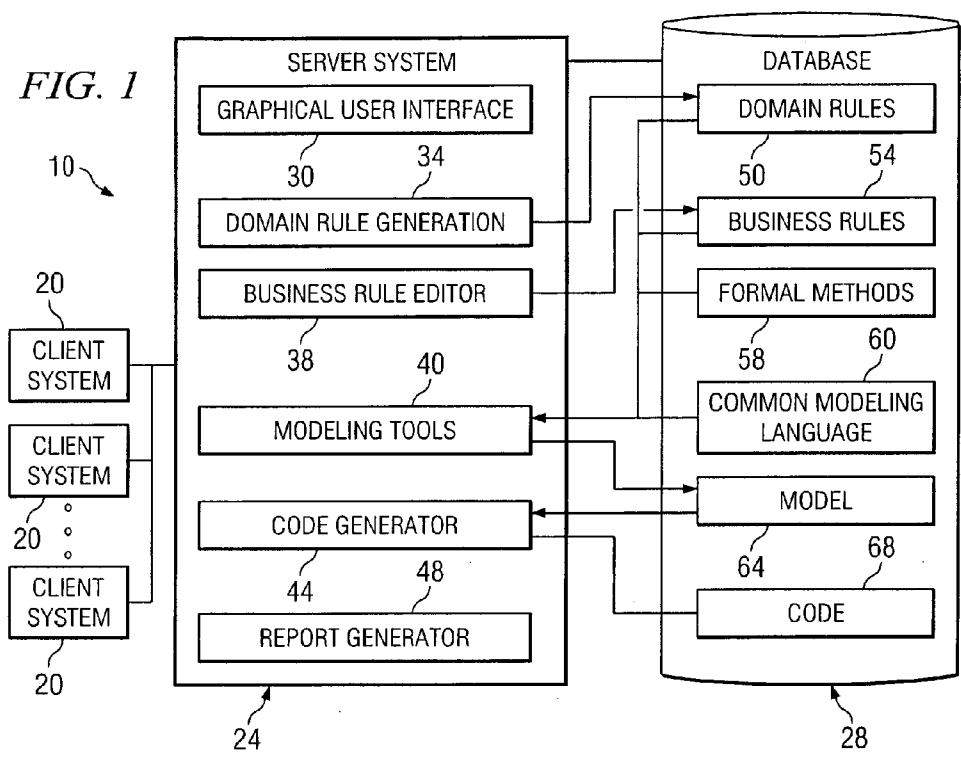 FIG. 1
10
SERVER SYSTEM
GRAPHICAL USER INTERFACE
30
34
DOMAIN RULE GENERATION
BUSINESS RULE EDITOR
38
40
MODELING TOOLS
CODE GENERATOR
44
48
REPORT GENERATOR
24
20
CLIENT
SYSTEM
CLIENT
SYSTEM
20
CLIENT
SYSTEM
20
DATABASE
DOMAIN RULES
50
54
BUSINESS RULES
FORMAL METHODS
58
60
COMMON MODELING
LANGUAGE
MODEL
64
68
CODE
28